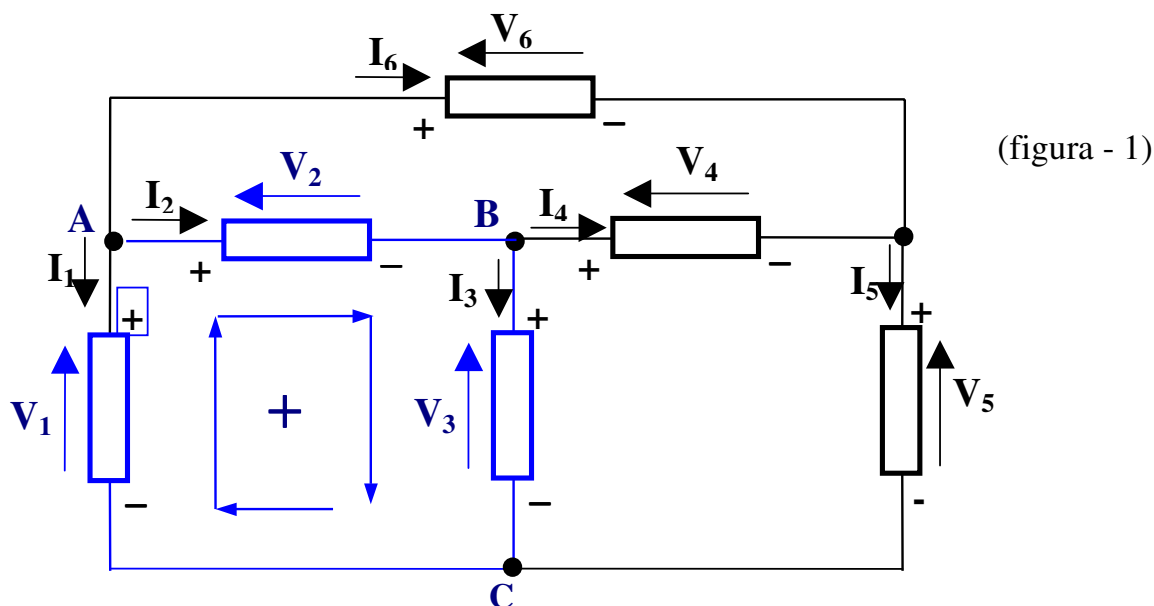 V₆
I₆
+ −
(figura - 1)
V₂ V₄
I₂ B I₄
A
+ − + −
I₁ I₃ I₅
+ + +
V₁ + V₃ V₅
− − -
C